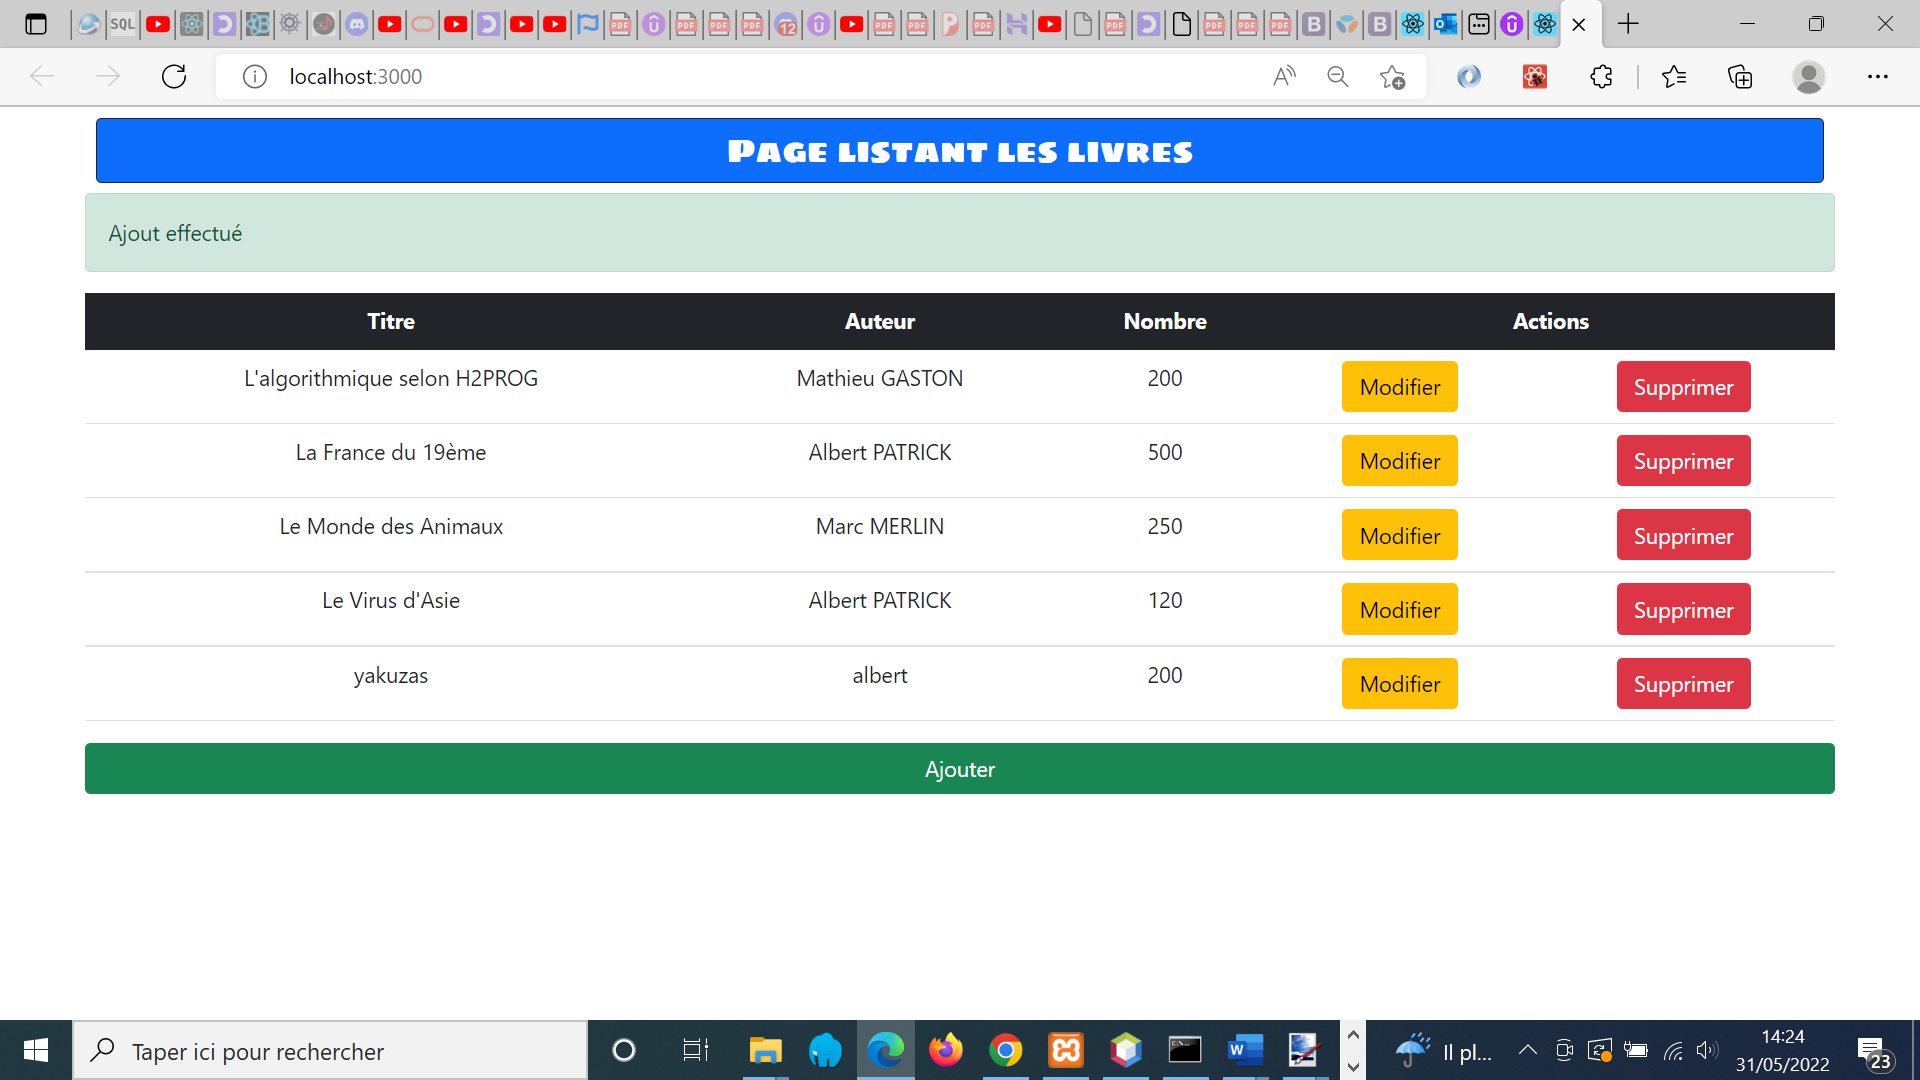 SQL
12
localhost:3000
Page listant les livres
Ajout effectué
Titre Auteur Nombre Actions
L'algorithmique selon H2PROG Mathieu GASTON 200 Modifier Supprimer
La France du 19ème Albert PATRICK 500 Modifier Supprimer
Le Monde des Animaux Marc MERLIN 250 Modifier Supprimer
Le Virus d'Asie Albert PATRICK 120 Modifier Supprimer
yakuzas albert 200 Modifier Supprimer
Ajouter
Taper ici pour rechercher
Il pl...
14:24
31/05/2022
23